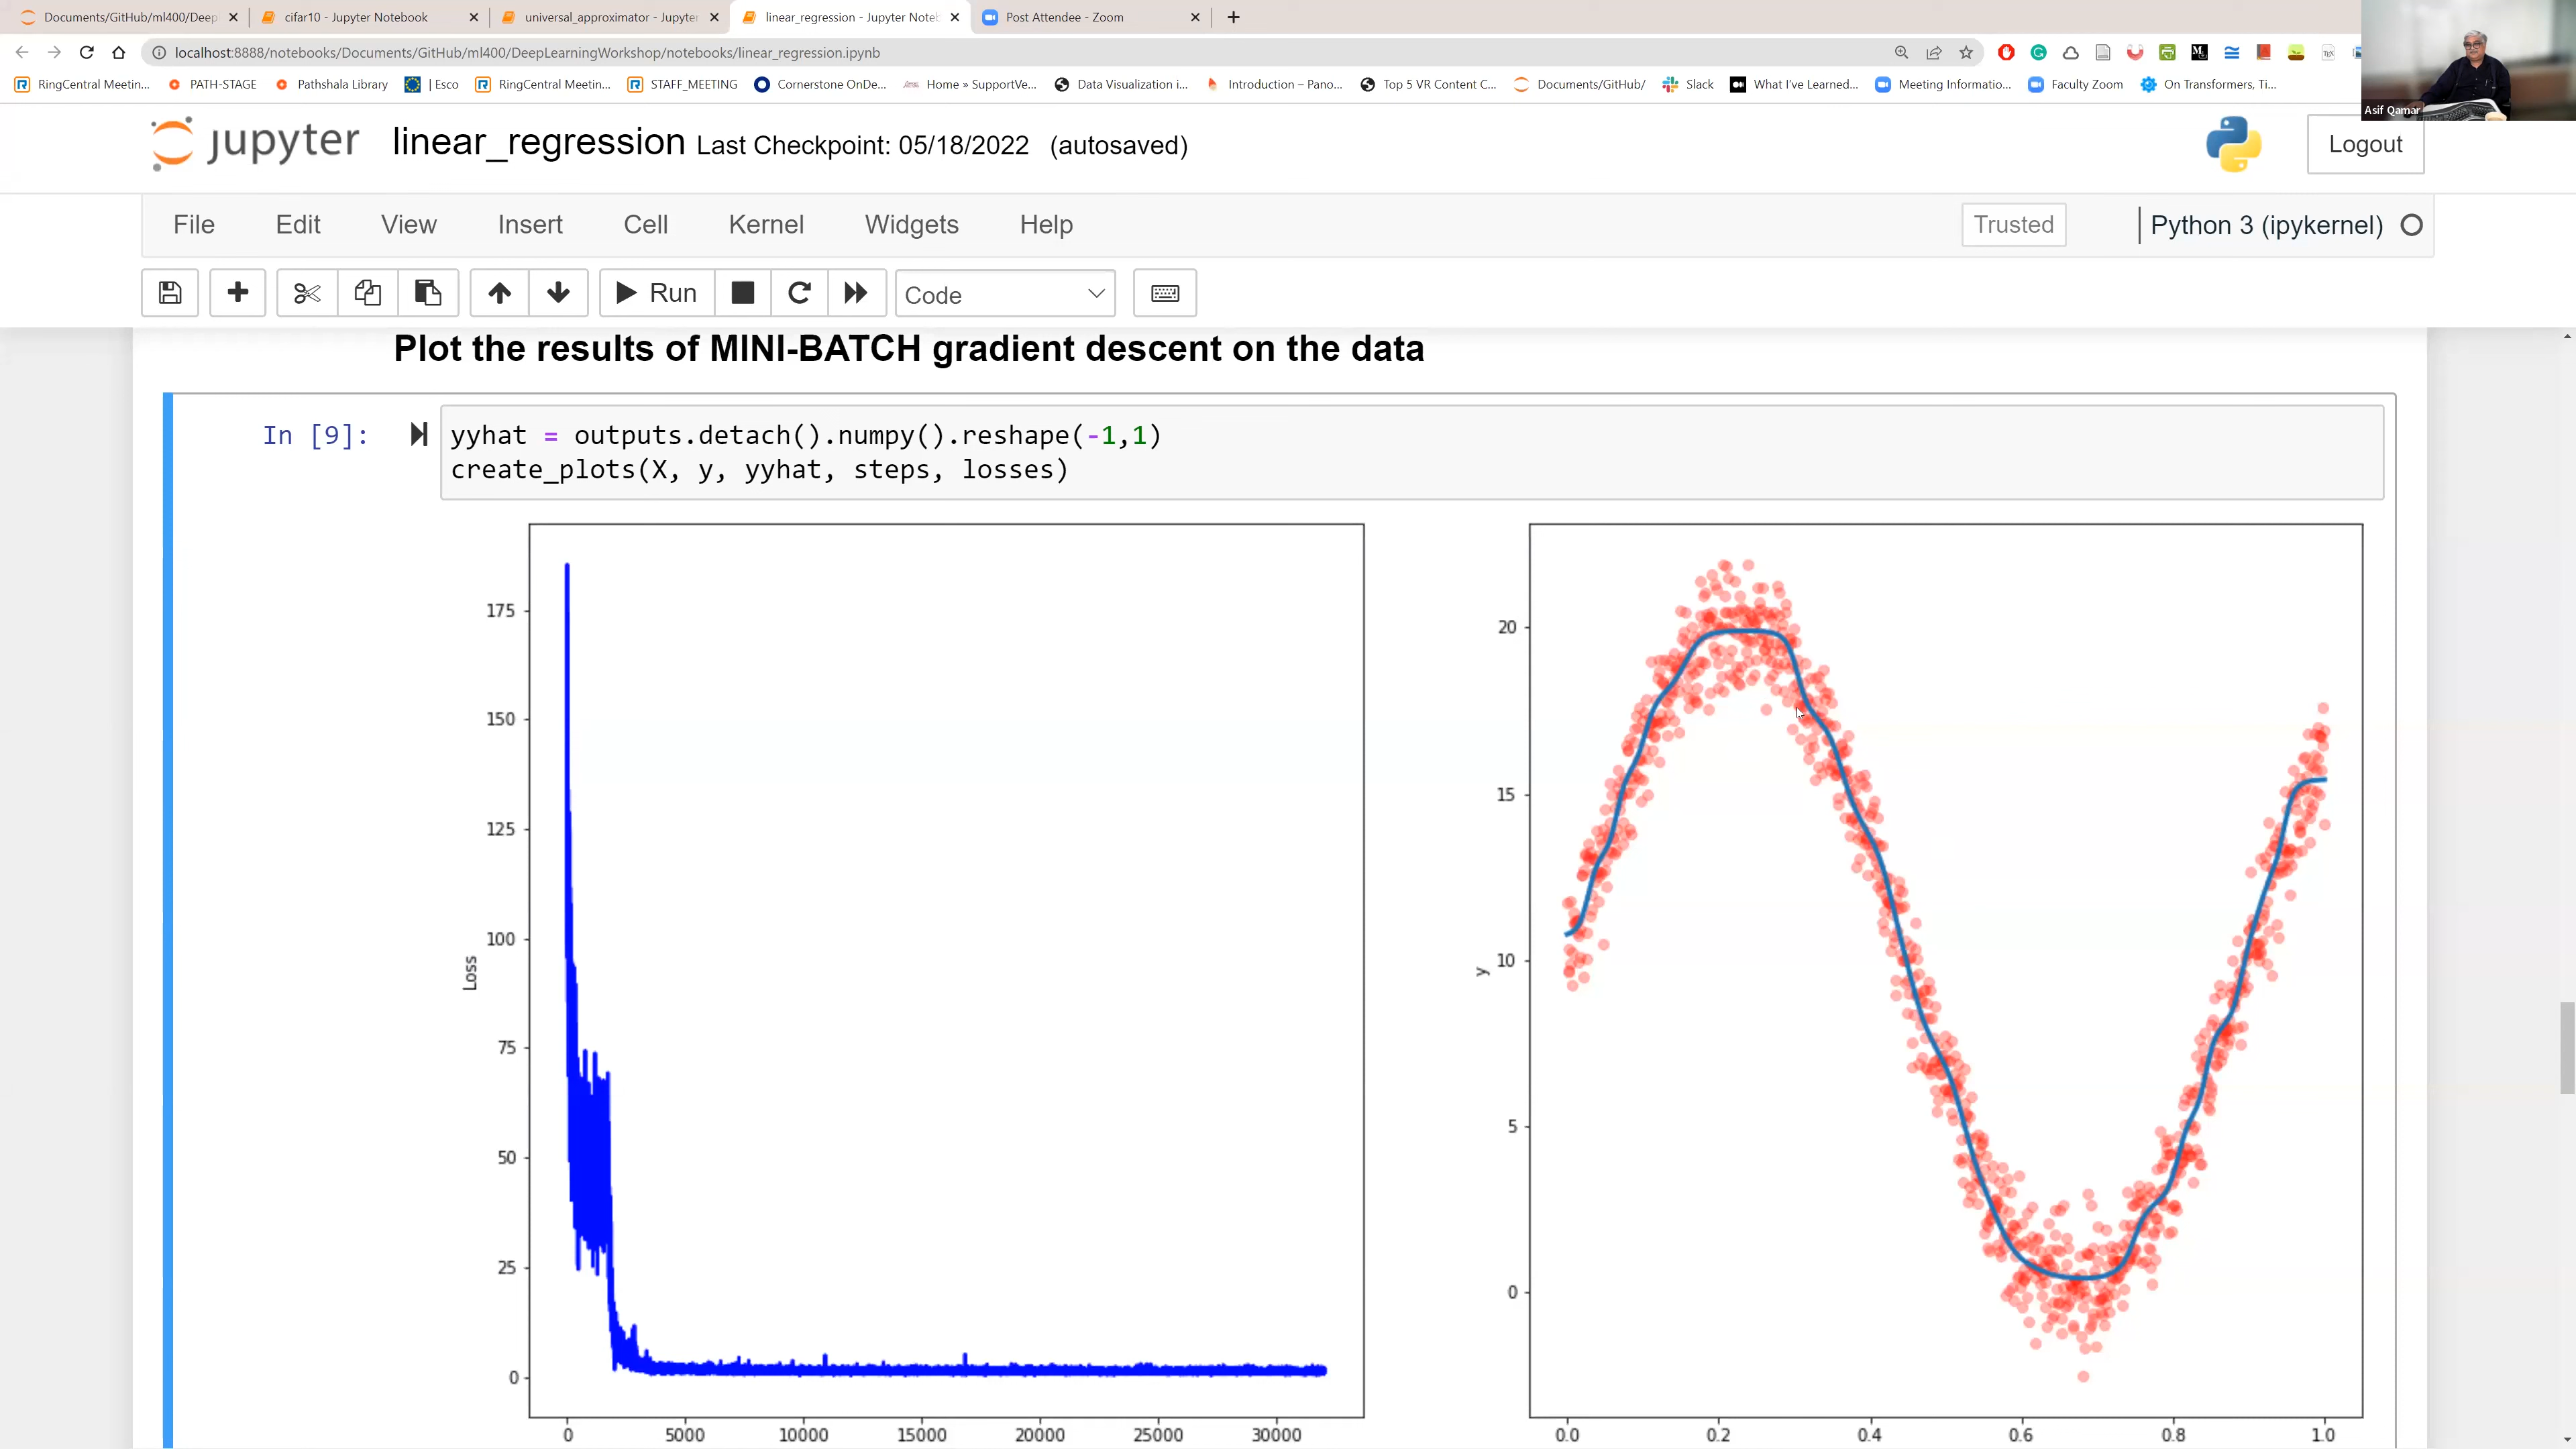 Documents/GitHub/ml400/Deep
cifar10 - Jupyter Notebook
universal_approximator - Jupyter
linear_regression - Jupyter Noteb
Post Attendee - Zoom
localhost:8888/notebooks/Documents/GitHub/ml400/DeepLearningWorkshop/notebooks/linear_regression.ipynb
RingCentral Meetin... PATH-STAGE Pathshala Library | Esco RingCentral Meetin... STAFF_MEETING Cornerstone OnDe... Home » SupportVe... Data Visualization i... Introduction – Pano... Top 5 VR Content C... Documents/GitHub/ Slack What I've Learned... Meeting Informatio... Faculty Zoom On Transformers, Ti...
Asif Qamar
jupyter linear_regression Last Checkpoint: 05/18/2022 (autosaved)
Logout
File Edit View Insert Cell Kernel Widgets Help
Trusted
Python 3 (ipykernel)
Run
Code
Plot the results of MINI-BATCH gradient descent on the data
In [9]:
yyhat = outputs.detach().numpy().reshape(-1,1)
create_plots(X, y, yyhat, steps, losses)
175
150
125
100
75
50
25
0
Loss
0 5000 10000 15000 20000 25000 30000
20
15
10
5
0
y
0.0 0.2 0.4 0.6 0.8 1.0